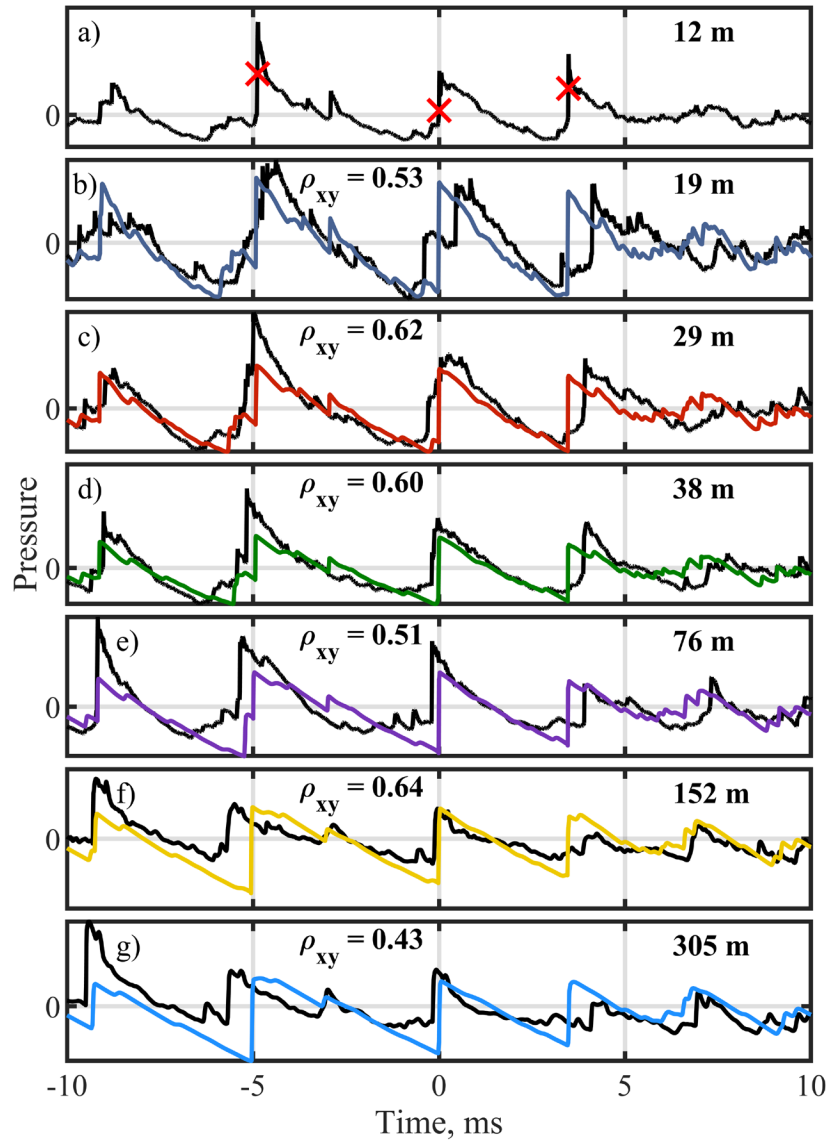 a) 12 m
0
b) ρxy = 0.53 19 m
0
c) ρxy = 0.62 29 m
0
d) ρxy = 0.60 38 m
0
e) ρxy = 0.51 76 m
0
f) ρxy = 0.64 152 m
0
g) ρxy = 0.43 305 m
0
Pressure
-10 -5 0 5 10
Time, ms